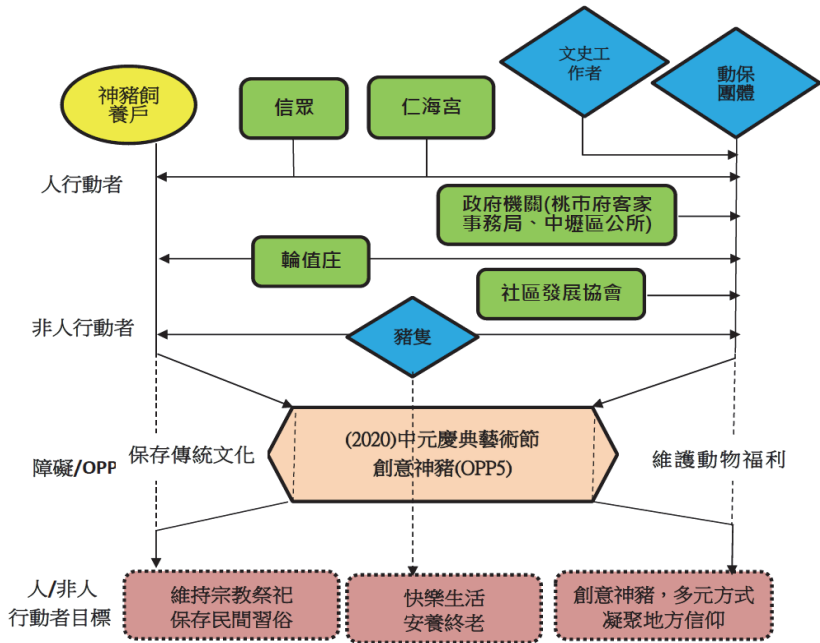 文史工
作者
動保
團體
神豬飼
養戶
信眾
仁海宮
人行動者
政府機關(桃市府客家
事務局、中壢區公所)
輪值庄
社區發展協會
非人行動者
豬隻
(2020)中元慶典藝術節
創意神豬(OPP5)
障礙/OPP
保存傳統文化
維護動物福利
人/非人
行動者目標
維持宗教祭祀
保存民間習俗
快樂生活
安養終老
創意神豬，多元方式
凝聚地方信仰